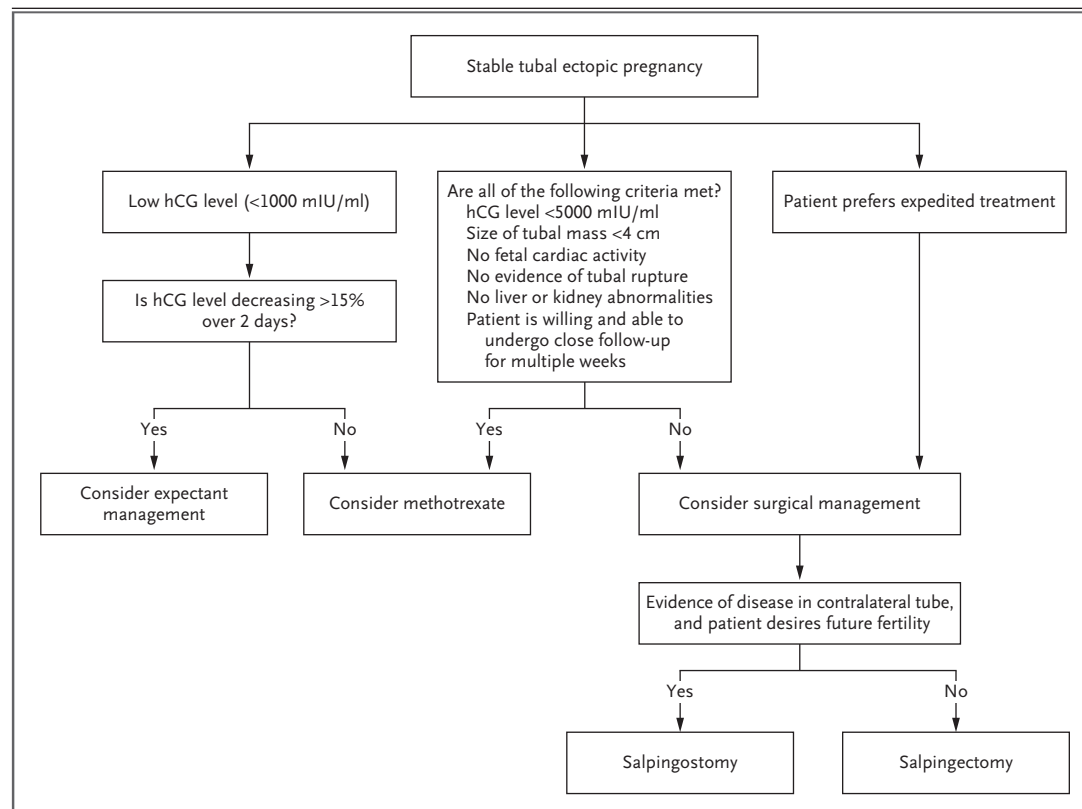 Stable tubal ectopic pregnancy
Low hCG level (<1000 mIU/ml)
Is hCG level decreasing >15%
over 2 days?
Are all of the following criteria met?
hCG level <5000 mIU/ml
Size of tubal mass <4 cm
No fetal cardiac activity
No evidence of tubal rupture
No liver or kidney abnormalities
Patient is willing and able to
undergo close follow-up
for multiple weeks
Patient prefers expedited treatment
Yes
No
Yes
No
Consider expectant
management
Consider methotrexate
Consider surgical management
Evidence of disease in contralateral tube,
and patient desires future fertility
Yes
No
Salpingostomy
Salpingectomy